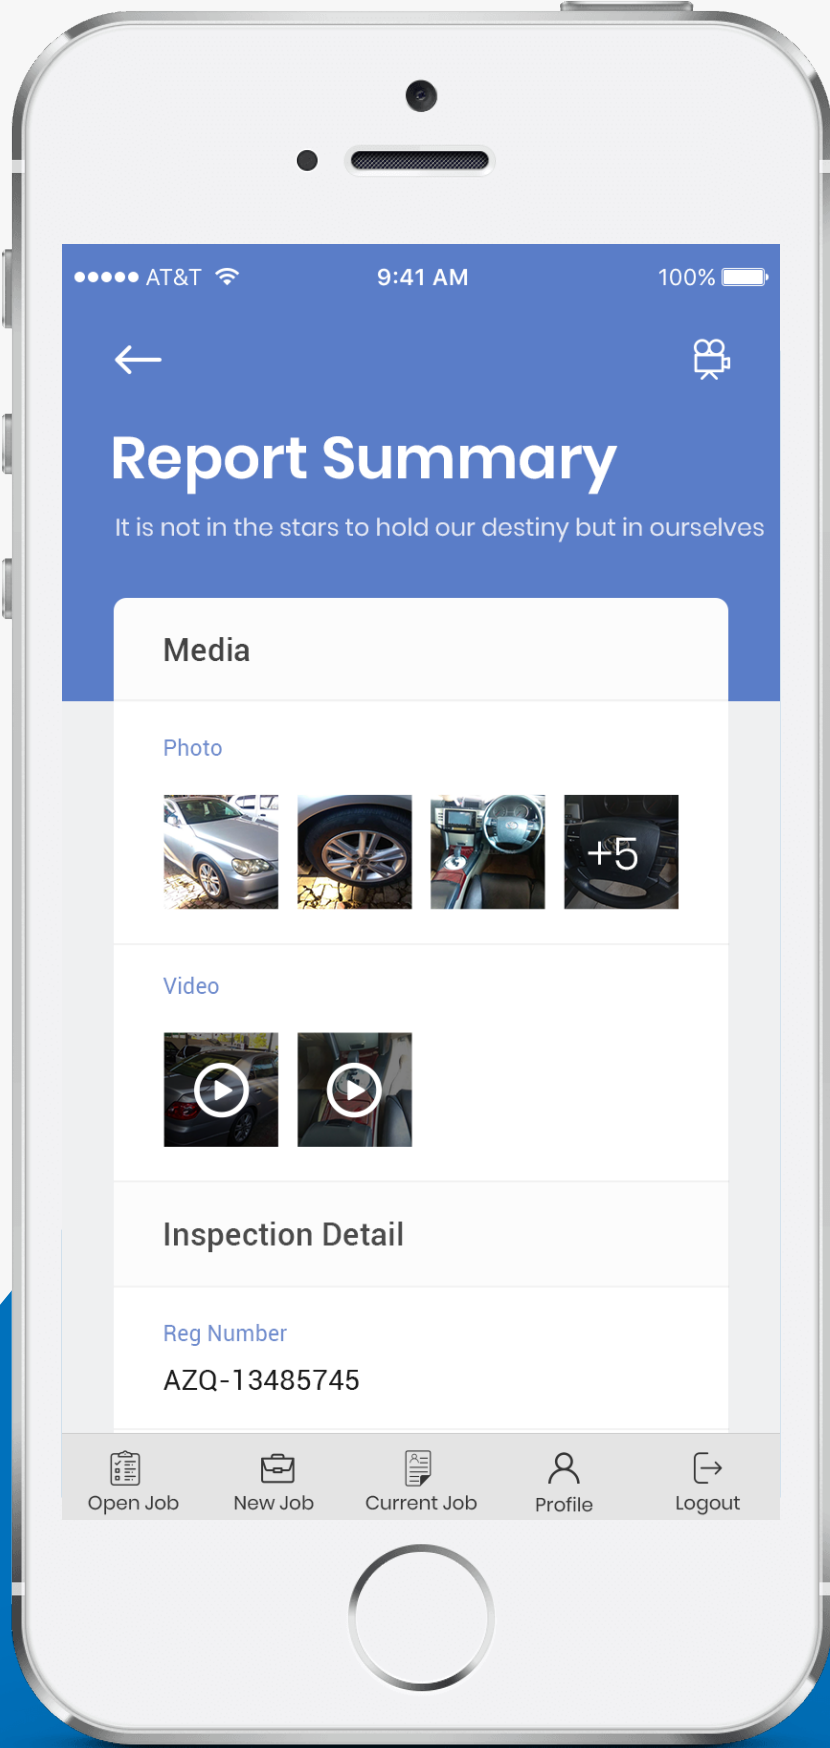 AT&T 9:41 AM 100%
Report Summary
It is not in the stars to hold our destiny but in ourselves
Media
Photo
+5
Video
Inspection Detail
Reg Number
AZQ-13485745
Open Job New Job Current Job Profile Logout